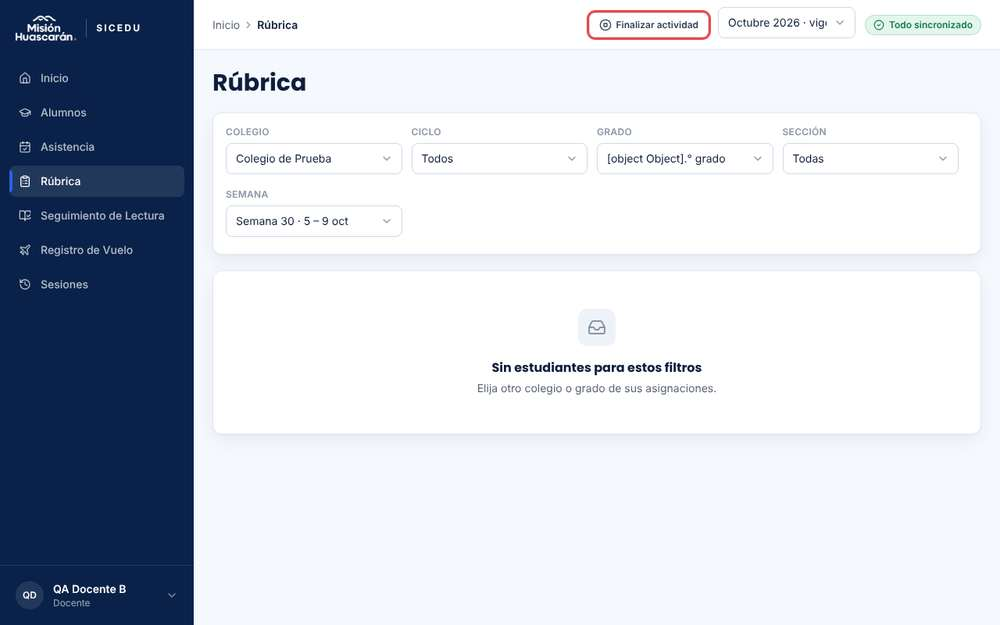 Misión
Huascarán.
SICEDU
Inicio
Alumnos
Asistencia
Rúbrica
Seguimiento de Lectura
Registro de Vuelo
Sesiones
QD
QA Docente B
Docente
Inicio > Rúbrica
Finalizar actividad
Octubre 2026 · vig
Todo sincronizado
Rúbrica
COLEGIO
Colegio de Prueba
CICLO
Todos
GRADO
[object Object].° grado
SECCIÓN
Todas
SEMANA
Semana 30 · 5 – 9 oct
Sin estudiantes para estos filtros
Elija otro colegio o grado de sus asignaciones.